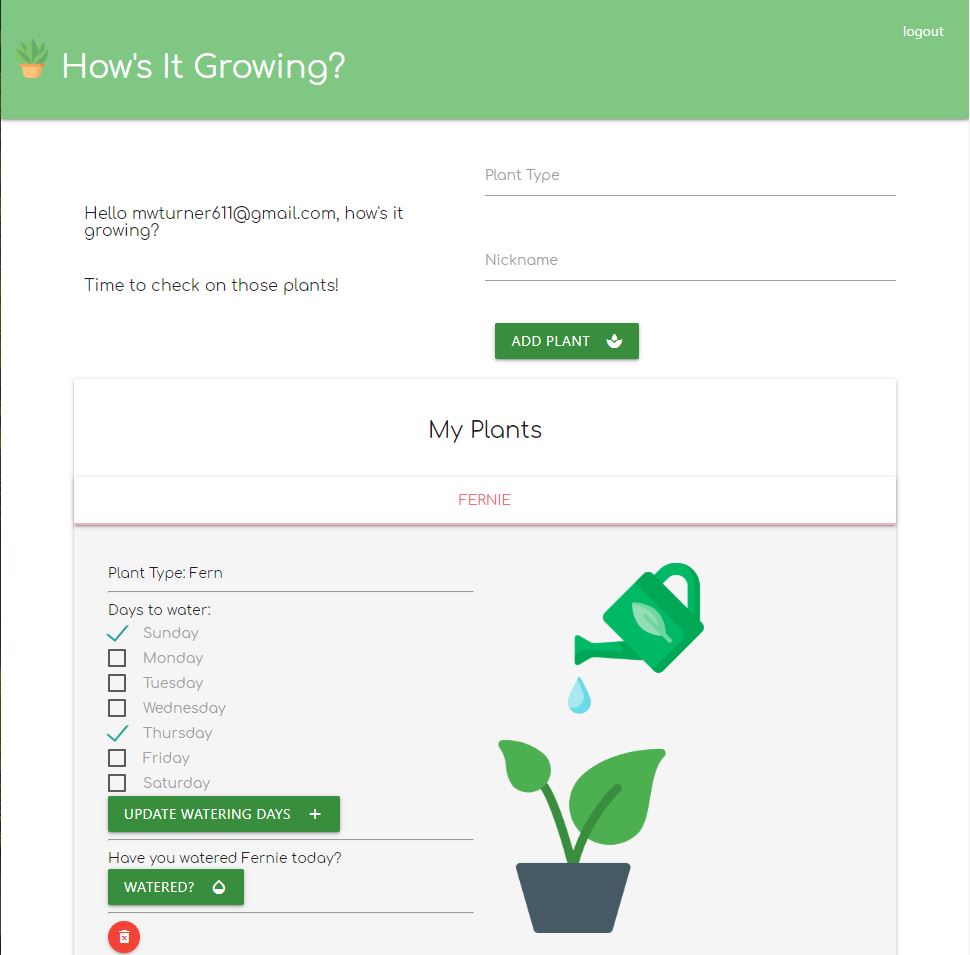 logout
How's It Growing?
Plant Type
Hello mwturner611@gmail.com, how's it
growing?
Nickname
Time to check on those plants!
ADD PLANT
My Plants
FERNIE
Plant Type: Fern
Days to water:
Sunday
Monday
Tuesday
Wednesday
Thursday
Friday
Saturday
UPDATE WATERING DAYS
Have you watered Fernie today?
WATERED?